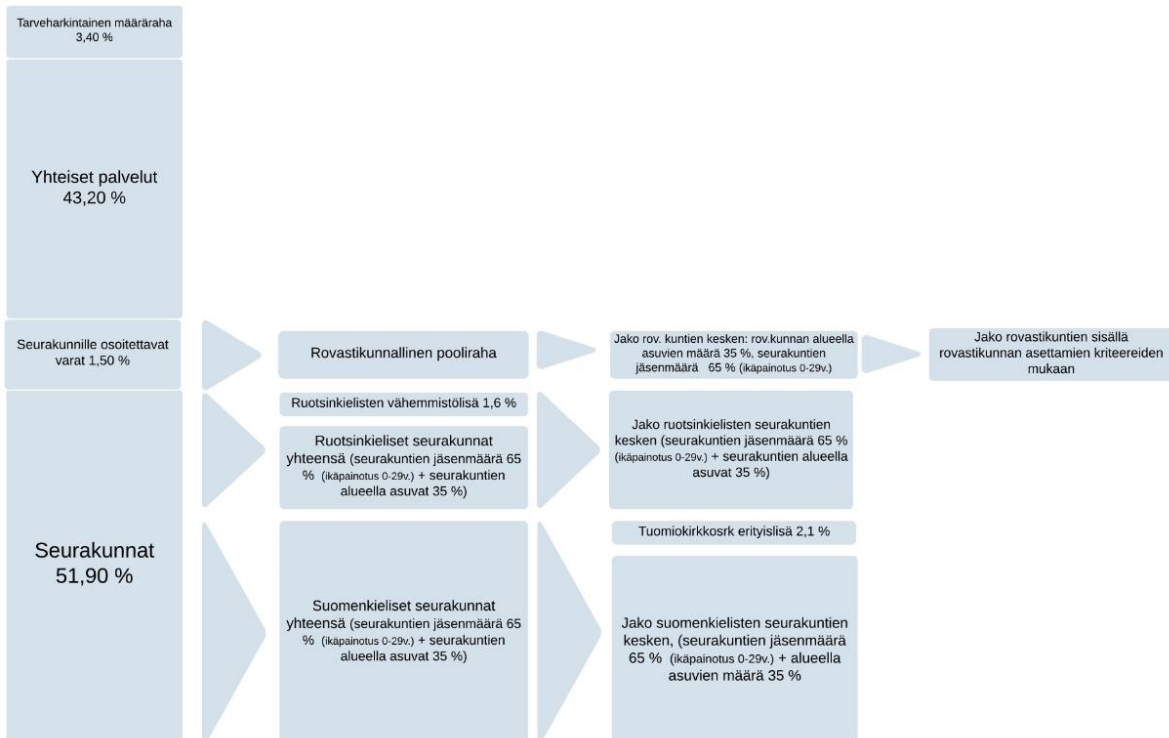 Tarveharkintainen määräraha
3,40 %
Yhteiset palvelut
43,20 %
Seurakunnille osoitettavat
varat 1,50 %
Rovastikunnallinen pooliraha
Jako rov. kuntien kesken: rov.kunnan alueella
asuvien määrä 35 %, seurakuntien
jäsenmäärä 65 % (ikäpainotus 0-29v.)
Jako rovastikuntien sisällä
rovastikunnan asettamien kriteereiden
mukaan
Seurakunnat
51,90 %
Ruotsinkielisten vähemmistölisä 1,6 %
Ruotsinkieliset seurakunnat
yhteensä (seurakuntien jäsenmäärä 65
% (ikäpainotus 0-29v.) + seurakuntien
alueella asuvat 35 %)
Jako ruotsinkielisten seurakuntien
kesken (seurakuntien jäsenmäärä 65 %
(ikäpainotus 0-29v.) + seurakuntien alueella
asuvat 35 %)
Suomenkieliset seurakunnat
yhteensä (seurakuntien jäsenmäärä 65
% (ikäpainotus 0-29v.) + seurakuntien
alueella asuvat 35 %)
Tuomiokirkkosrk erityislisä 2,1 %
Jako suomenkielisten seurakuntien
kesken, (seurakuntien jäsenmäärä
65 % (ikäpainotus 0-29v.) + alueella
asuvien määrä 35 %